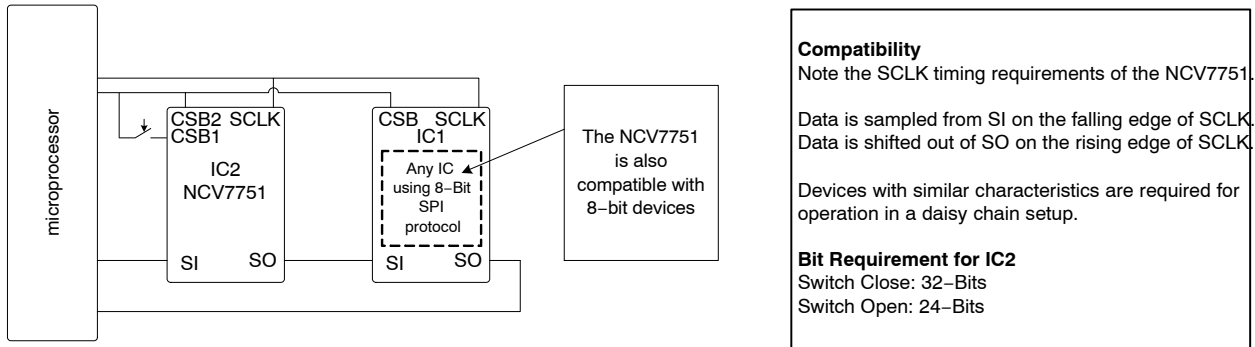 microprocessor
CSB2 SCLK
CSB1
IC2
NCV7751
SI SO
CSB SCLK
IC1
Any IC
using 8−Bit
SPI
protocol
SI SO
The NCV7751
is also
compatible with
8−bit devices
Compatibility
Note the SCLK timing requirements of the NCV7751.
Data is sampled from SI on the falling edge of SCLK.
Data is shifted out of SO on the rising edge of SCLK.
Devices with similar characteristics are required for
operation in a daisy chain setup.
Bit Requirement for IC2
Switch Close: 32−Bits
Switch Open: 24−Bits